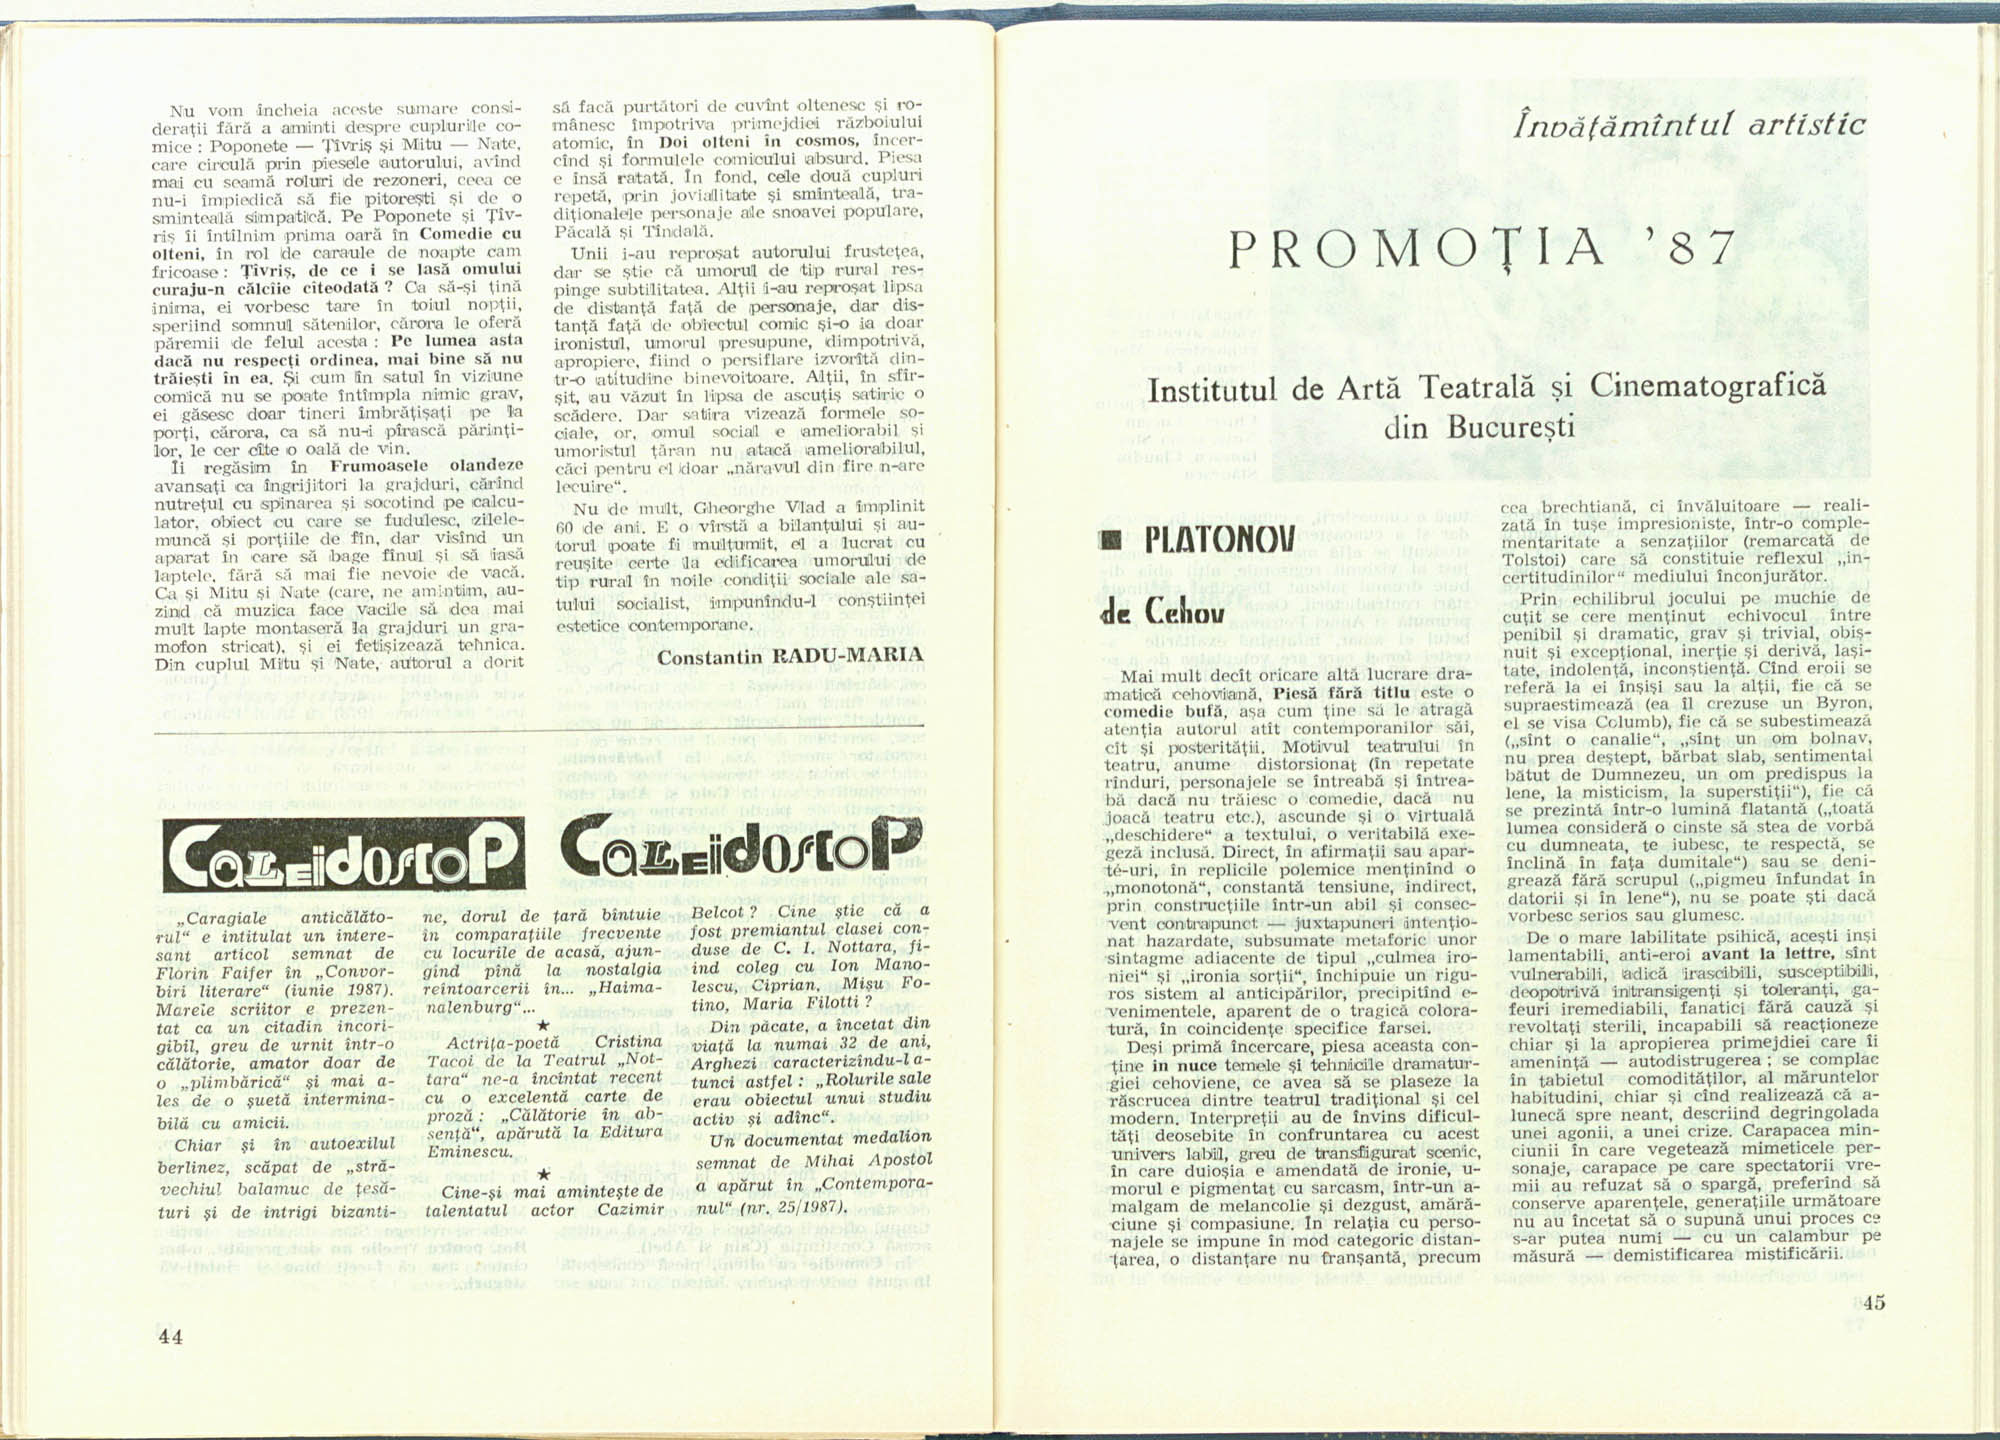 Nu vom încheia aceste sumare consi-
derații fără a aminti despre cuplurile co-
mice : Poponete — Țîvriș și Mitu — Nate,
care circulă prin piesele autorului, avînd
mai cu seamă roluri de rezoneri, ceea ce
nu-i împiedică să fie pitorești și de o
sminteală simpatică. Pe Poponete și Țîv-
riș îi întîlnim prima oară în Comedie cu
olteni, în rol de caraule de noapte cam
fricoase : Țîvriș, de ce i se lasă omului
curaju-n călcîie cîteodată ? Ca să-și țină
inima, ei vorbesc tare în toiul nopții,
speriind somnul sătenilor, cărora le oferă
păremii de felul acesta : Pe lumea asta
dacă nu respecți ordinea, mai bine să nu
trăiești în ea. Și cum în satul în viziune
comică nu se poate întîmpla nimic grav,
ei găsesc doar tineri îmbrățișați pe la
porți, cărora, ca să nu-i pîrască părinți-
lor, le cer cîte o oală de vin.
Îi regăsim în Frumoasele olandeze
avansați ca îngrijitori la grajduri, cărînd
nutrețul cu spinarea și socotind pe calcu-
lator, obiect cu care se fudulesc, zilele-
muncă și porțiile de fîn, dar visînd un
aparat în care să bage fînul și să iasă
laptele, fără să mai fie nevoie de vacă.
Ca și Mitu și Nate (care, ne amintim, au-
zind că muzica face vacile să dea mai
mult lapte montaseră la grajduri un gra-
mofon stricat), și ei fetișizează tehnica.
Din cuplul Mitu și Nate, autorul a dorit
să facă purtători de cuvînt oltenesc și ro-
mânesc împotriva primejdiei războiului
atomic, în Doi olteni în cosmos, încer-
cînd și formulele comicului absurd. Piesa
e însă ratată. În fond, cele două cupluri
repetă, prin jovialitate și sminteală, tra-
diționalele personaje ale snoavei populare,
Păcală și Tîndală.
Unii i-au reproșat autorului frustețea,
dar se știe că umorul de tip rural res-
pinge subtilitatea. Alții i-au reproșat lipsa
de distanță față de personaje, dar dis-
tanță față de obiectul comic și-o ia doar
ironistul, umorul presupune, dimpotrivă,
apropiere, fiind o persiflare izvorîtă din-
tr-o atitudine binevoitoare. Alții, în sfîr-
șit, au văzut în lipsa de ascuțiș satiric o
scădere. Dar satira vizează formele so-
ciale, or, omul social e ameliorabil și
umoristul țăran nu atacă ameliorabilul,
căci pentru el doar „năravul din fire n-are
lecuire“.
Nu de mult, Gheorghe Vlad a împlinit
60 de ani. E o vîrstă a bilanțului și au-
torul poate fi mulțumit, el a lucrat cu
reușite certe la edificarea umorului de
tip rural în noile condiții sociale ale sa-
tului socialist, impunîndu-l conștiinței
estetice contemporane.
Constantin RADU-MARIA
CALEIDOSCOP
CALEIDOSCOP
„Caragiale anticălăto-
rul“ e intitulat un intere-
sant articol semnat de
Florin Faifer în „Convor-
biri literare“ (iunie 1987).
Marele scriitor e prezen-
tat ca un citadin incori-
gibil, greu de urnit într-o
călătorie, amator doar de
o „plimbărică“ și mai a-
les de o șuetă intermina-
bilă cu amicii.
Chiar și în autoexilul
berlinez, scăpat de „stră-
vechiul balamuc de țesă-
turi și de intrigi bizanti-
ne, dorul de țară bîntuie
în comparațiile frecvente
cu locurile de acasă, ajun-
gînd pînă la nostalgia
reîntoarcerii în... „Haima-
nalenburg“...
★
Actrița-poetă Cristina
Tacoi de la Teatrul „Not-
tara“ ne-a încîntat recent
cu o excelentă carte de
proză : „Călătorie în ab-
sență“, apărută la Editura
Eminescu.
★
Cine-și mai amintește de
talentatul actor Cazimir
Belcot ? Cine știe că a
fost premiantul clasei con-
duse de C. I. Nottara, fi-
ind coleg cu Ion Mano-
lescu, Ciprian, Mișu Fo-
tino, Maria Filotti ?
Din păcate, a încetat din
viață la numai 32 de ani,
Arghezi caracterizîndu-l a-
tunci astfel : „Rolurile sale
erau obiectul unui studiu
activ și adînc“.
Un documentat medalion
semnat de Mihai Apostol
a apărut în „Contempora-
nul“ (nr. 25/1987).
44
Învățămîntul artistic
PROMOȚIA ’87
Institutul de Artă Teatrală și Cinematografică
din București
■ PLATONOV
de Cehov
Mai mult decît oricare altă lucrare dra-
matică cehoviană, Piesă fără titlu este o
comedie bufă, așa cum ține să le atragă
atenția autorul atît contemporanilor săi,
cît și posterității. Motivul teatrului în
teatru, anume distorsionat (în repetate
rînduri, personajele se întreabă și întrea-
bă dacă nu trăiesc o comedie, dacă nu
joacă teatru etc.), ascunde și o virtuală
„deschidere“ a textului, o veritabilă exe-
geză inclusă. Direct, în afirmații sau apar-
té-uri, în replicile polemice menținînd o
„monotonă“, constantă tensiune, indirect,
prin construcțiile într-un abil și consec-
vent contrapunct — juxtapuneri intențio-
nat hazardate, subsumate metaforic unor
sintagme adiacente de tipul „culmea iro-
niei“ și „ironia sorții“, închipuie un rigu-
ros sistem al anticipărilor, precipitînd e-
venimentele, aparent de o tragică colora-
tură, în coincidențe specifice farsei.
Deși primă încercare, piesa aceasta con-
ține in nuce temele și tehnicile dramatur-
giei cehoviene, ce avea să se plaseze la
răscrucea dintre teatrul tradițional și cel
modern. Interpreții au de învins dificul-
tăți deosebite în confruntarea cu acest
univers labil, greu de transfigurat scenic,
în care duioșia e amendată de ironie, u-
morul e pigmentat cu sarcasm, într-un a-
malgam de melancolie și dezgust, amără-
ciune și compasiune. În relația cu perso-
najele se impune în mod categoric distan-
țarea, o distanțare nu tranșantă, precum
cea brechtiană, ci învăluitoare — reali-
zată în tușe impresioniste, într-o comple-
mentaritate a senzațiilor (remarcată de
Tolstoi) care să constituie reflexul „in-
certitudinilor“ mediului înconjurător.
Prin echilibrul jocului pe muchie de
cuțit se cere menținut echivocul între
penibil și dramatic, grav și trivial, obiș-
nuit și excepțional, inerție și derivă, lași-
tate, indolență, inconștiență. Cînd eroii se
referă la ei înșiși sau la alții, fie că se
supraestimează (ea îl crezuse un Byron,
el se visa Columb), fie că se subestimează
(„sînt o canalie“, „sînt un om bolnav,
nu prea deștept, bărbat slab, sentimental
bătut de Dumnezeu, un om predispus la
lene, la misticism, la superstiții“), fie că
se prezintă într-o lumină flatantă („toată
lumea consideră o cinste să stea de vorbă
cu dumneata, te iubesc, te respectă, se
înclină în fața dumitale“) sau se deni-
grează fără scrupul („pigmeu înfundat în
datorii și în lene“), nu se poate ști dacă
vorbesc serios sau glumesc.
De o mare labilitate psihică, acești inși
lamentabili, anti-eroi avant la lettre, sînt
vulnerabili, adică irascibili, susceptibili,
deopotrivă intransigenți și toleranți, ga-
feuri iremediabili, fanatici fără cauză și
revoltați sterili, incapabili să reacționeze
chiar și la apropierea primejdiei care îi
amenință — autodistrugerea ; se complac
în tabietul comodităților, al măruntelor
habitudini, chiar și cînd realizează că a-
lunecă spre neant, descriind degringolada
unei agonii, a unei crize. Carapacea min-
ciunii în care vegetează mimeticele per-
sonaje, carapace pe care spectatorii vre-
mii au refuzat să o spargă, preferînd să
conserve aparențele, generațiile următoare
nu au încetat să o supună unui proces ce
s-ar putea numi — cu un calambur pe
măsură — demistificarea mistificării.
45